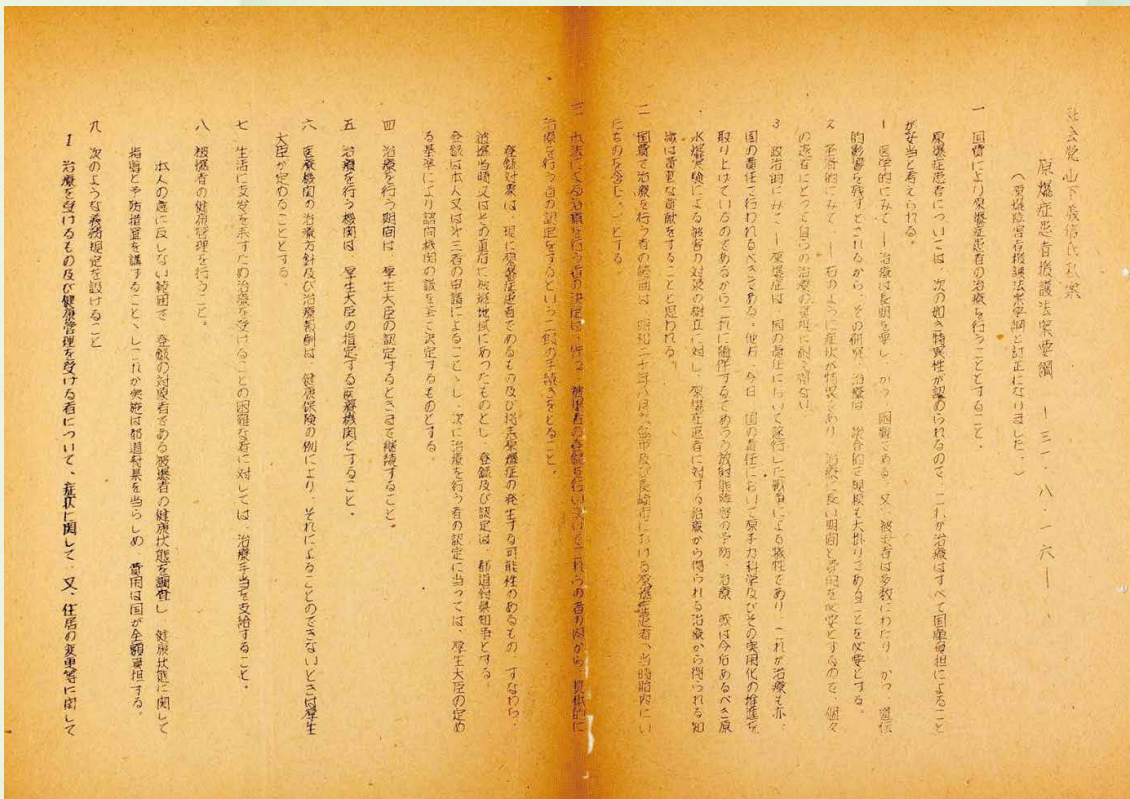 社会党 山下義信氏私案
原爆症患者援護法案要綱 ―三一・八・一六―
(原爆障害者援護法案要綱と訂正になりました。)
一 国費により原爆症患者の治療を行うこととすること。
原爆症患者については、次の如き特異性が認められるので、これが治療はすべて国庫負担によること
が妥当と考えられる。
1 医学的にみて―治療は長期を要し、かつ、困難である。又、被災者は多数にわたり、かつ、遺伝
的影響を残すとされるから、その研究、治療は、綜合的で規模も大掛りであることを必要とする。
2 経済的にみて―右のように症状が特異であり、治療に長い期間と費用を必要とするので、個々
の患者にとって自らの治療の負担に耐え得ない。
3 政治的にみて―原爆症は、国の責任において遂行した戦争による犠牲であり、これが治療も亦、
国の責任で行われるべきである。他方、今日、国の責任において原子力科学及びその実用化の推進を
取り上げているのであるから、これに随伴するであろう放射能障害の予防、治療、或は今后あるべき原
水爆実験による被害の対策の樹立に対し、原爆症患者に対する治療から得られる治療から得られる知
識は貴重な貢献をすることと思われる。
二 国費で治療を行う者の範囲は、昭和二十年八月広島市及び長崎市における原爆症患者(当時胎内にい
たものを含む。)とする。
三 本法による治療を行う者の決定は、先づ、被爆者の登録を行い、次いでこれらの者の内から、具体的に
治療を行う者の認定をするという二段の手続きをとること。
登録対象は、現に原爆症患者であるもの及び将来原爆症の発生する可能性のあるもの、すなわち、
被爆当時又はその直后に被爆地域にあったものとし、登録及び認定は、都道府県知事とする。
登録は本人又は第三者の申請によることゝし、次に治療を行う者の認定に当っては、厚生大臣の定め
る基準により諮問機関の議を至て決定するものとする。
四 治療を行う期間は、厚生大臣の認定するときまで継続すること。
五 治療を行う機関は、厚生大臣の指定する医療機関とすること。
六 医療機関の治療方針及び治療報酬は、健康保険の例により、それによることのできないときは厚生
大臣が定めることとする。
七 生活に支障を来すため治療を受けることの困難な者に対しては、治療手当を支給すること。
八 被爆者の健康管理を行うこと。
本人の意に反しない範囲で、登録の対象者である被爆者の健康状態を調査し、健康状態に関して
指導と予防措置を講ずることゝし、これが実施は都道府県を当らしめ、費用は国が全額負担する。
九 次のような義務規定を設けること
1 治療を受けるもの及び健康管理を受ける者について、症状に関して、又、住居の変更等に関して